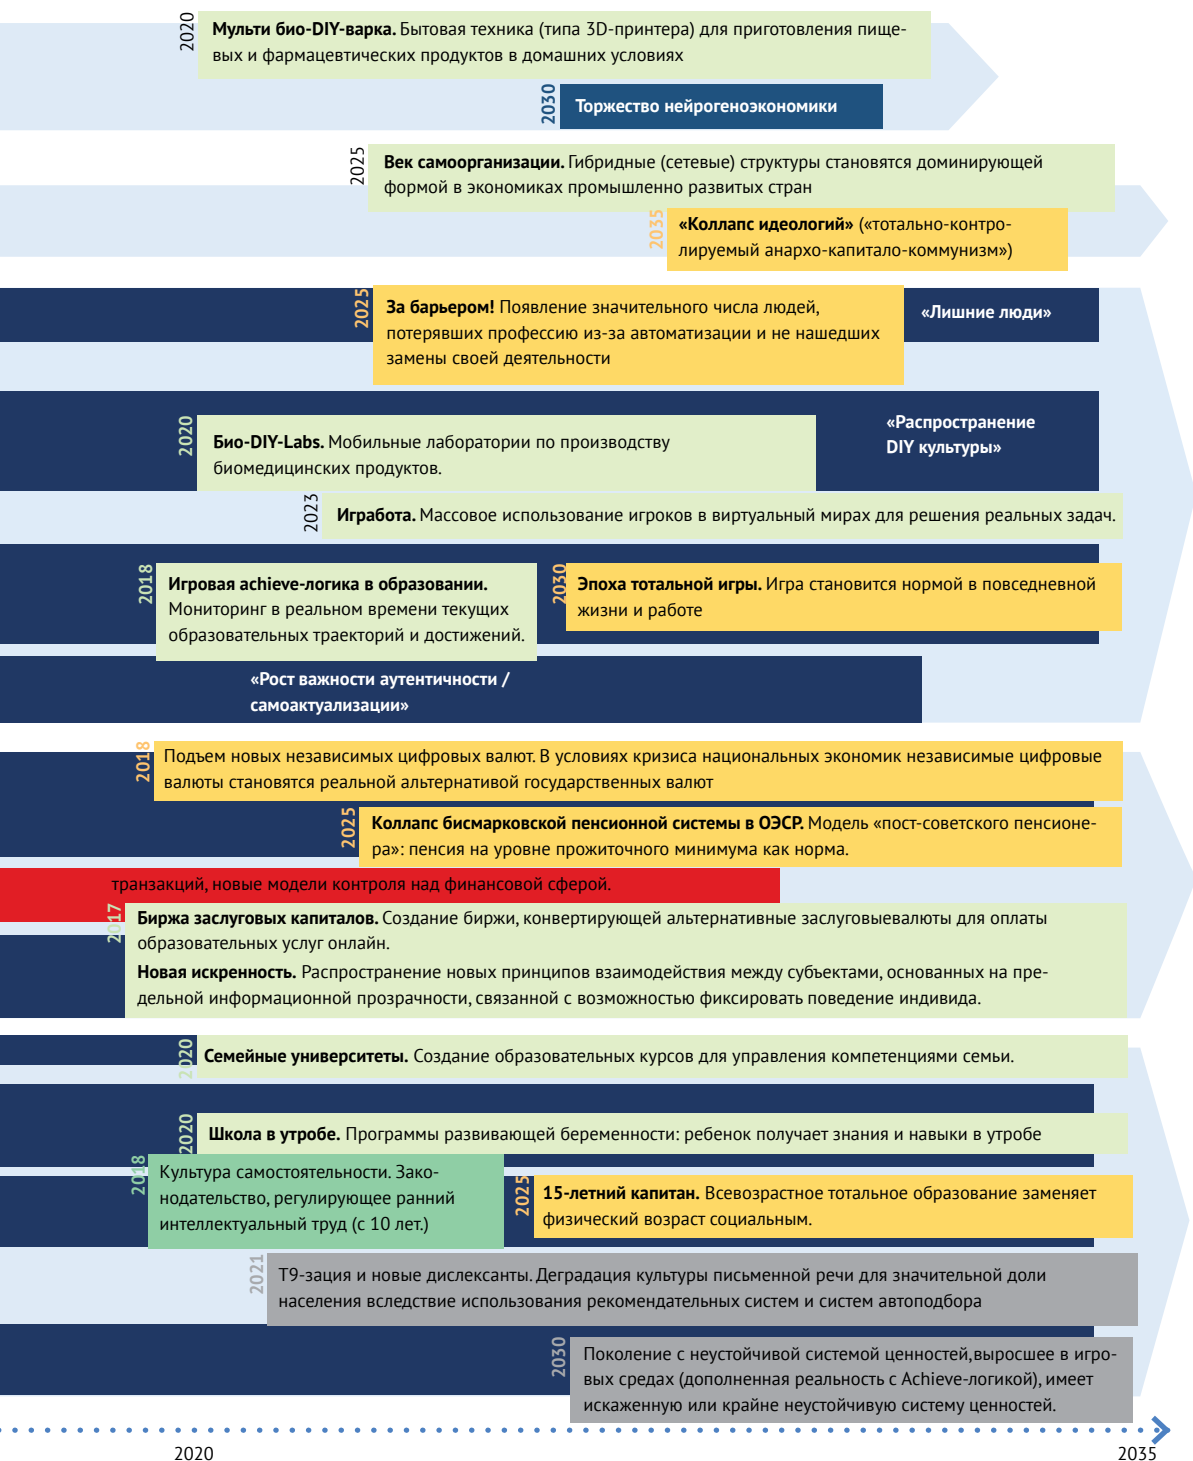 2020
Мульти био-DIY-варка. Бытовая техника (типа 3D-принтера) для приготовления пище-
вых и фармацевтических продуктов в домашних условиях
2030
Торжество нейрогеноэкономики
2025
Век самоорганизации. Гибридные (сетевые) структуры становятся доминирующей
формой в экономиках промышленно развитых стран
2035
«Коллапс идеологий» («тотально-контро-
лируемый анархо-капитало-коммунизм»)
2025
За барьером! Появление значительного числа людей,
потерявших профессию из-за автоматизации и не нашедших
замены своей деятельности
«Лишние люди»
2020
Био-DIY-Labs. Мобильные лаборатории по производству
биомедицинских продуктов.
«Распространение
DIY культуры»
2023
Игработа. Массовое использование игроков в виртуальный мирах для решения реальных задач.
2018
Игровая achieve-логика в образовании.
Мониторинг в реальном времени текущих
образовательных траекторий и достижений.
2030
Эпоха тотальной игры. Игра становится нормой в повседневной
жизни и работе
«Рост важности аутентичности /
самоактуализации»
2018
Подъем новых независимых цифровых валют. В условиях кризиса национальных экономик независимые цифровые
валюты становятся реальной альтернативой государственных валют
2025
Коллапс бисмарковской пенсионной системы в ОЭСР. Модель «пост-советского пенсионе-
ра»: пенсия на уровне прожиточного минимума как норма.
транзакций, новые модели контроля над финансовой сферой.
2017
Биржа заслуговых капиталов. Создание биржи, конвертирующей альтернативные заслуговыевалюты для оплаты
образовательных услуг онлайн.
Новая искренность. Распространение новых принципов взаимодействия между субъектами, основанных на пре-
дельной информационной прозрачности, связанной с возможностью фиксировать поведение индивида.
2020
Семейные университеты. Создание образовательных курсов для управления компетенциями семьи.
2020
Школа в утробе. Программы развивающей беременности: ребенок получает знания и навыки в утробе
2018
Культура самостоятельности. Зако-
нодательство, регулирующее ранний
интеллектуальный труд (с 10 лет.)
2025
15-летний капитан. Всевозрастное тотальное образование заменяет
физический возраст социальным.
2021
Т9-зация и новые дислексанты. Деградация культуры письменной речи для значительной доли
населения вследствие использования рекомендательных систем и систем автоподбора
2030
Поколение с неустойчивой системой ценностей,выросшее в игро-
вых средах (дополненная реальность с Achieve-логикой), имеет
искаженную или крайне неустойчивую систему ценностей.
2020
2035